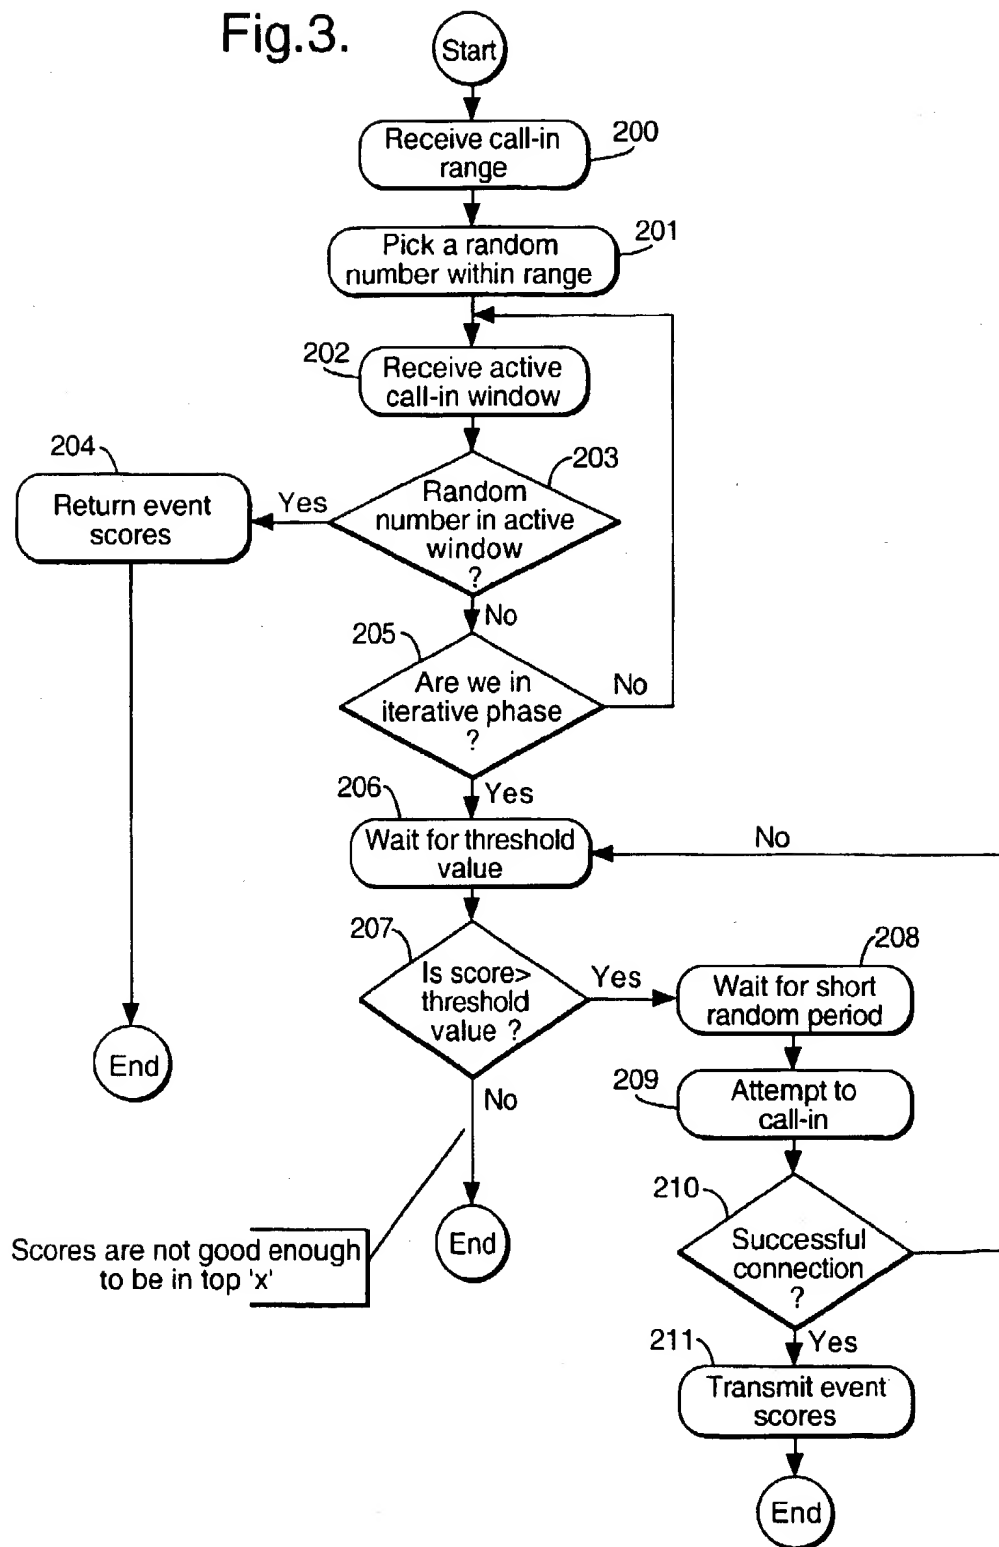 Fig.3.
Start
Receive call-in
range
200
Pick a random
number within range
201
202
Receive active
call-in window
203
204
Return event
scores
Yes
Random
number in active
window
?
No
205
Are we in
iterative phase
?
No
Yes
206
Wait for threshold
value
No
207
Is score>
threshold
value ?
Yes
208
Wait for short
random period
End
No
209
Attempt to
call-in
210
Successful
connection
?
Scores are not good enough
to be in top 'x'
End
Yes
211
Transmit event
scores
End